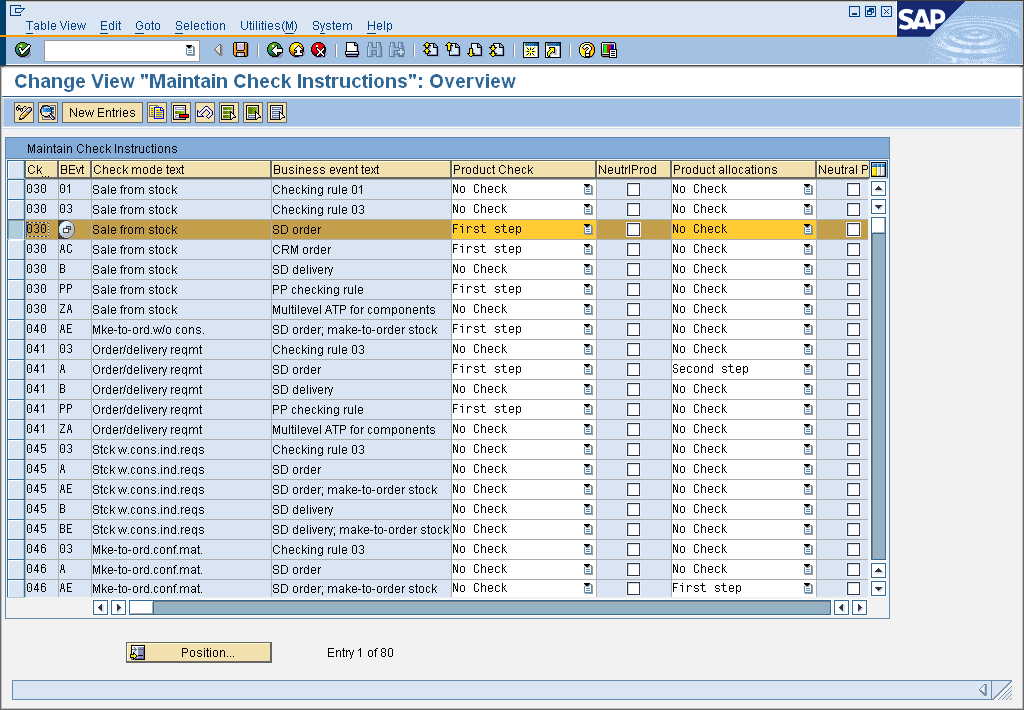 Table View Edit Goto Selection Utilities(M) System Help
SAP
Change View "Maintain Check Instructions": Overview
New Entries
Maintain Check Instructions
Ck... BEvt Check mode text Business event text Product Check NeutrlProd Product allocations Neutral P
030 01 Sale from stock Checking rule 01 No Check No Check
030 03 Sale from stock Checking rule 03 No Check No Check
030 Sale from stock SD order First step No Check
030 AC Sale from stock CRM order First step No Check
030 B Sale from stock SD delivery No Check No Check
030 PP Sale from stock PP checking rule First step No Check
030 ZA Sale from stock Multilevel ATP for components No Check No Check
040 AE Mke-to-ord.w/o cons. SD order; make-to-order stock First step No Check
041 03 Order/delivery reqmt Checking rule 03 No Check No Check
041 A Order/delivery reqmt SD order First step Second step
041 B Order/delivery reqmt SD delivery No Check No Check
041 PP Order/delivery reqmt PP checking rule First step No Check
041 ZA Order/delivery reqmt Multilevel ATP for components No Check No Check
045 03 Stck w.cons.ind.reqs Checking rule 03 No Check No Check
045 A Stck w.cons.ind.reqs SD order No Check No Check
045 AE Stck w.cons.ind.reqs SD order; make-to-order stock No Check No Check
045 B Stck w.cons.ind.reqs SD delivery No Check No Check
045 BE Stck w.cons.ind.reqs SD delivery; make-to-order stock No Check No Check
046 03 Mke-to-ord.conf.mat. Checking rule 03 No Check No Check
046 A Mke-to-ord.conf.mat. SD order No Check No Check
046 AE Mke-to-ord.conf.mat. SD order; make-to-order stock No Check First step
Position... Entry 1 of 80